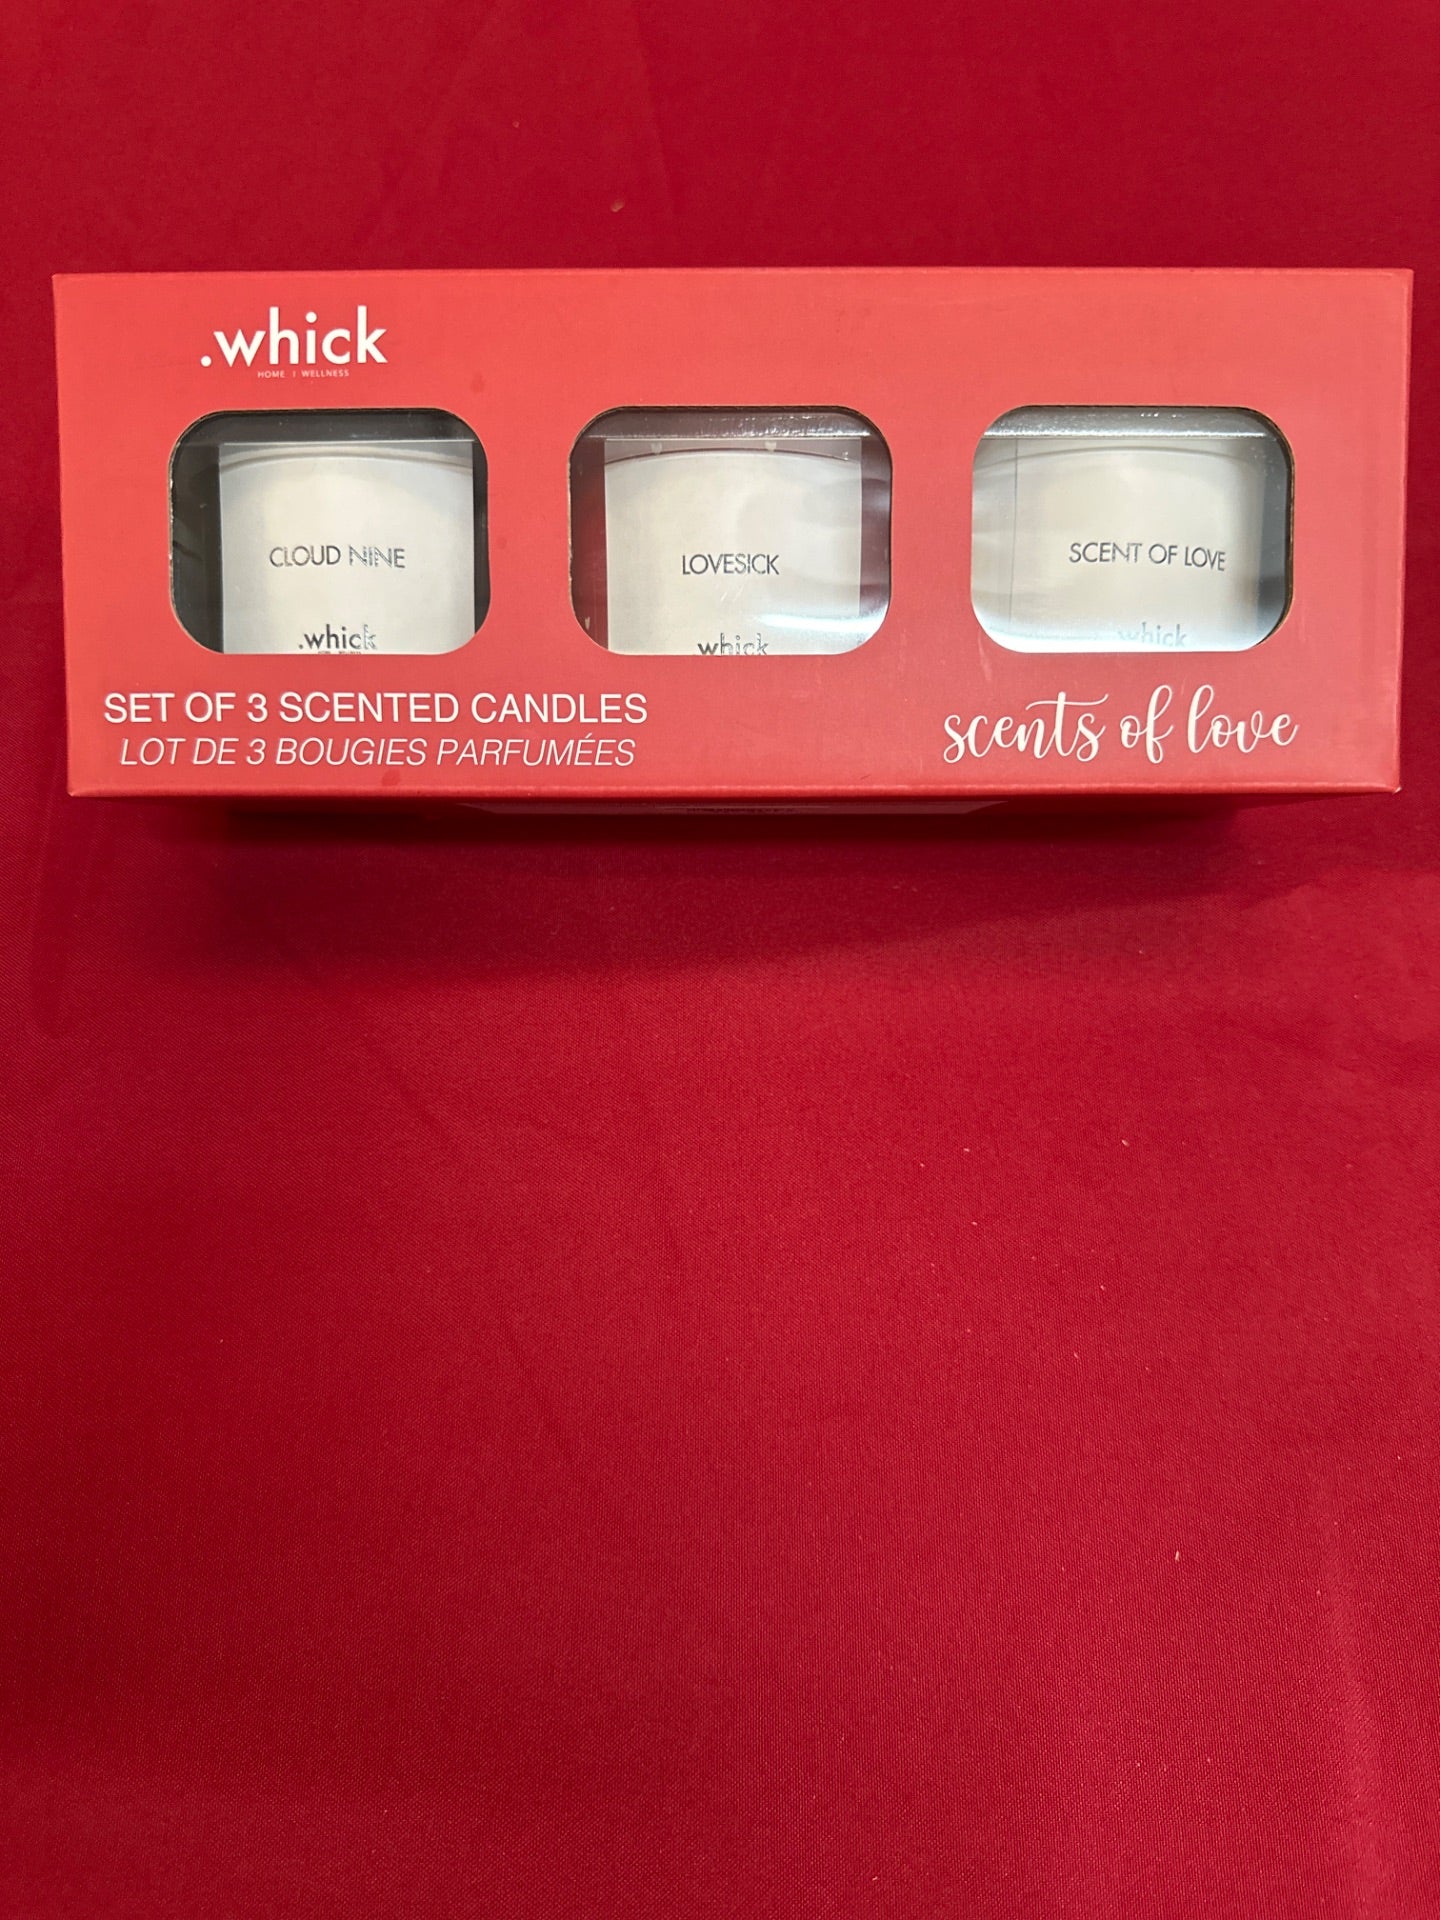 .whick
HOME | WELLNESS
CLOUD NINE
.whick
LOVESICK
whick
SCENT OF LOVE
whick
SET OF 3 SCENTED CANDLES
LOT DE 3 BOUGIES PARFUMÉES
scents of love